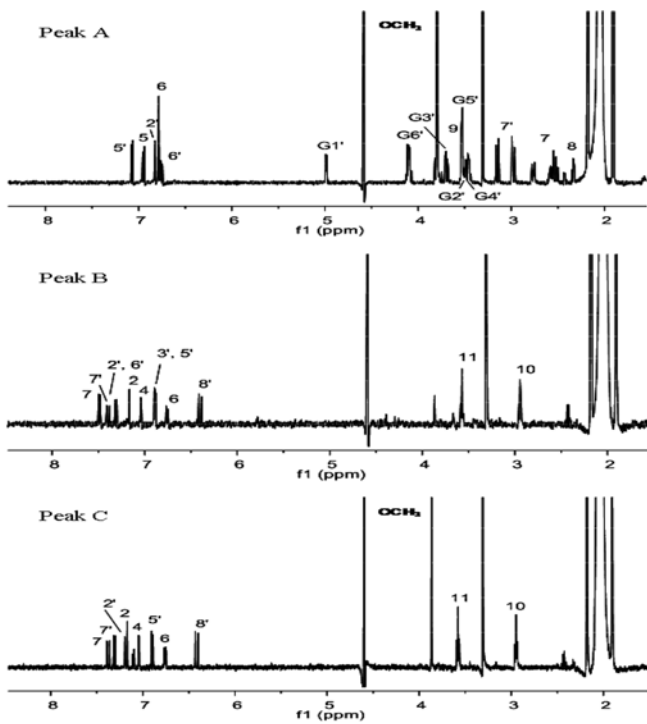 Peak A
OCH3
6
5'
5
2'
6'
G1'
G6'
G3'
9
G5'
G2'
G4'
7'
7
8
8 7 6 5 4 3 2
f1 (ppm)
Peak B
7
7'
2', 6'
2
4
3', 5'
6
8'
11
10
8 7 6 5 4 3 2
f1 (ppm)
Peak C
OCH3
7
7'
2'
2
4
5'
6
8'
11
10
8 7 6 5 4 3 2
f1 (ppm)